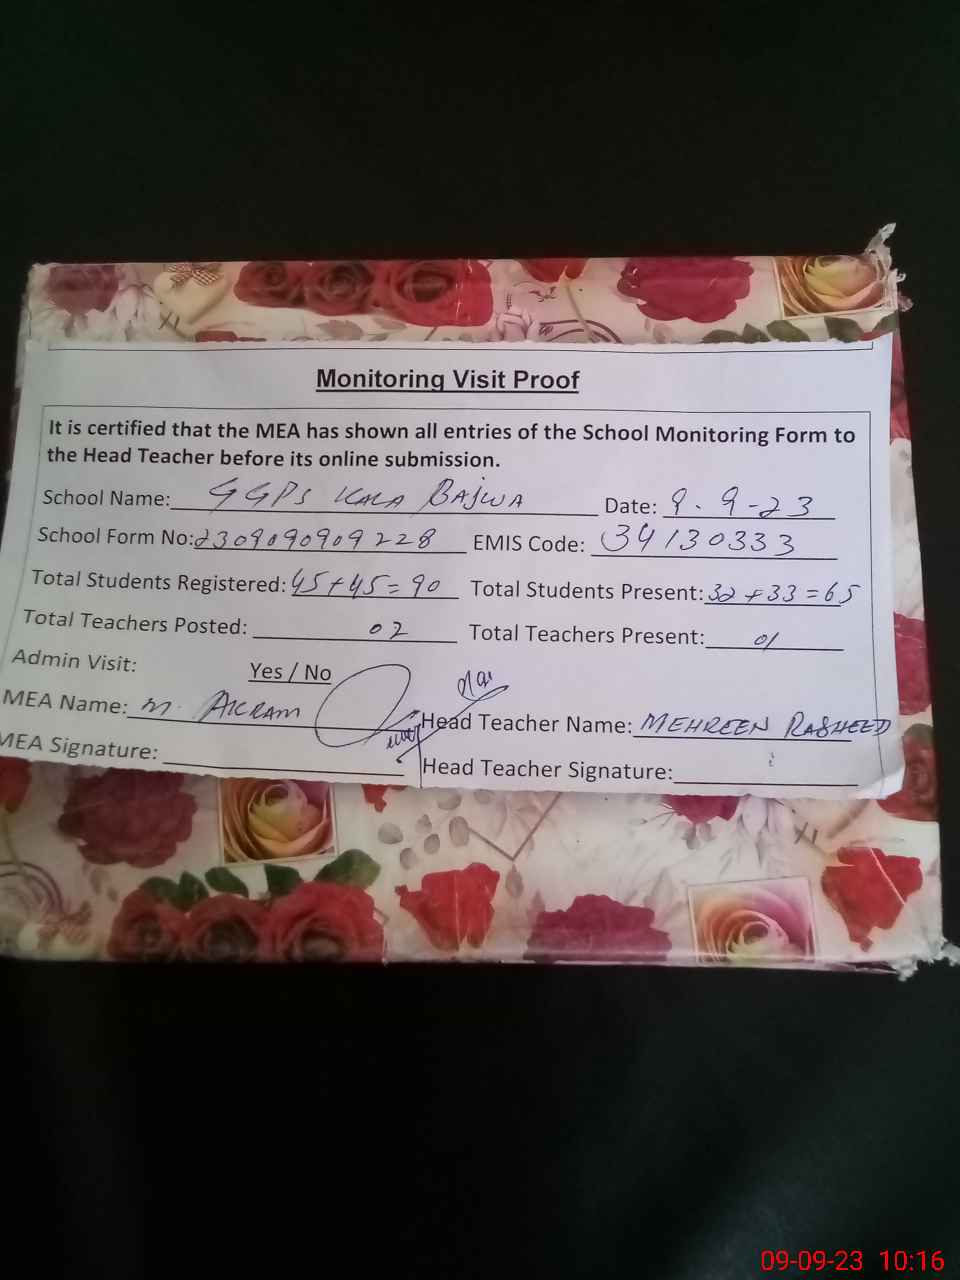 Monitoring Visit Proof
It is certified that the MEA has shown all entries of the School Monitoring Form to
the Head Teacher before its online submission.
School Name: GGPS KALA BAJWA Date: 9.9-23
School Form No: 2309090909228 EMIS Code: 34130333
Total Students Registered: 45+45=90 Total Students Present: 32+33=65
Total Teachers Posted: 02 Total Teachers Present: 01
Admin Visit: Yes / No
MEA Name: M. AKRAM Head Teacher Name: MEHREEN RASHEED
MEA Signature: Head Teacher Signature:
09-09-23 10:16